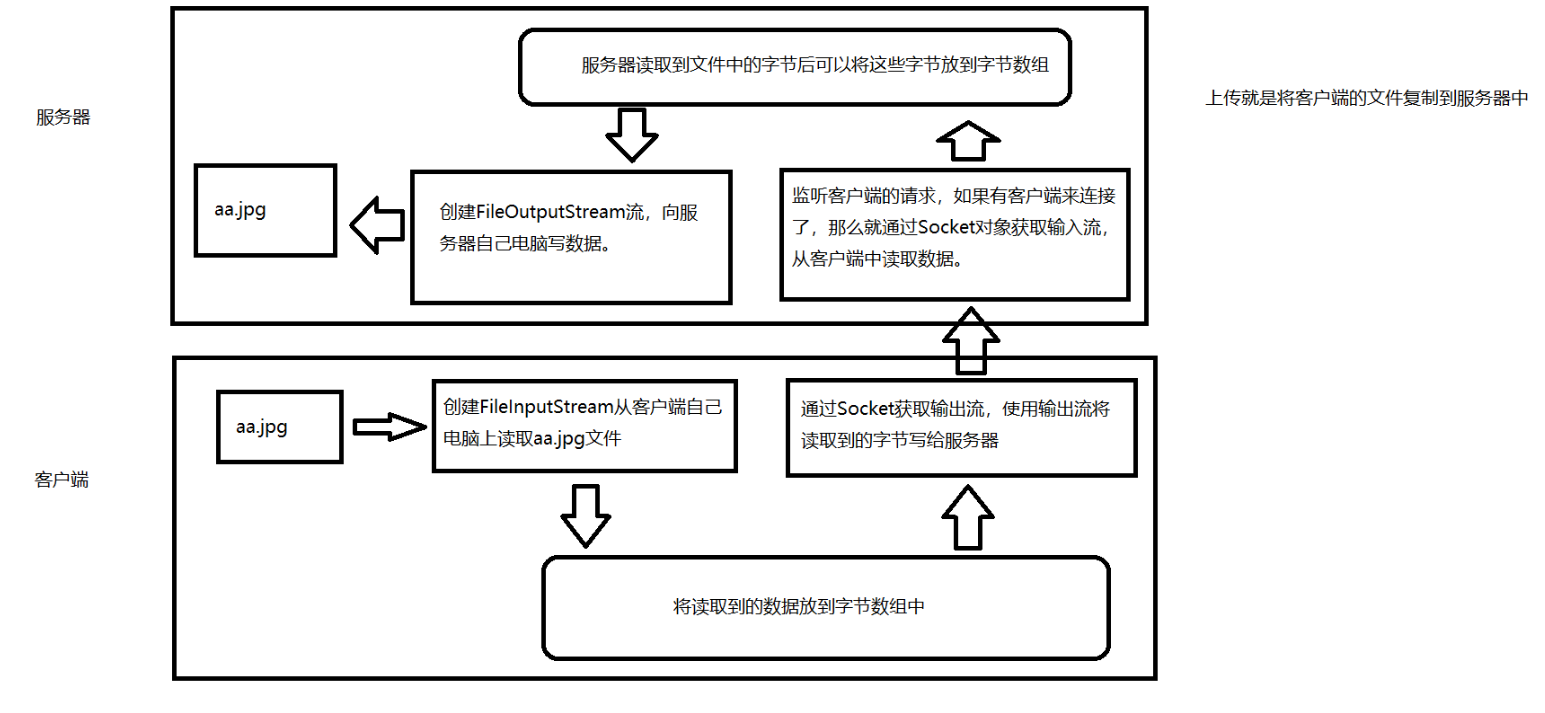 服务器读取到文件中的字节后可以将这些字节放到字节数组
上传就是将客户端的文件复制到服务器中
服务器
aa.jpg
创建FileOutputStream流，向服
务器自己电脑写数据。
监听客户端的请求，如果有客户端来连接
了，那么就通过Socket对象获取输入流，
从客户端中读取数据。
客户端
aa.jpg
创建FileInputStream从客户端自己
电脑上读取aa.jpg文件
通过Socket获取输出流，使用输出流将
读取到的字节写给服务器
将读取到的数据放到字节数组中